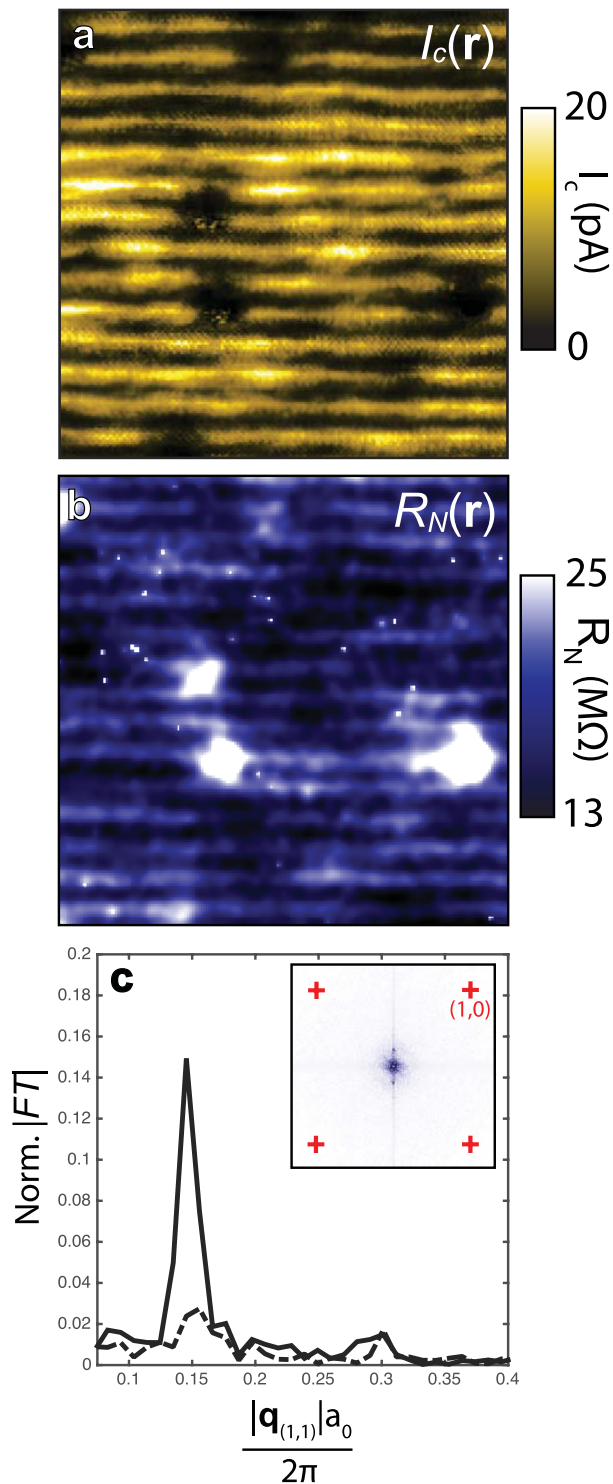 a
I_c(r)
20
I_c (pA)
0
b
R_N(r)
25
R_N (MΩ)
13
0.2
c
0.18
(1,0)
0.16
0.14
0.12
0.1
0.08
0.06
0.04
0.02
0
Norm. |FT|
0.1 0.15 0.2 0.25 0.3 0.35 0.4
|q_(1,1)|a_0
2π